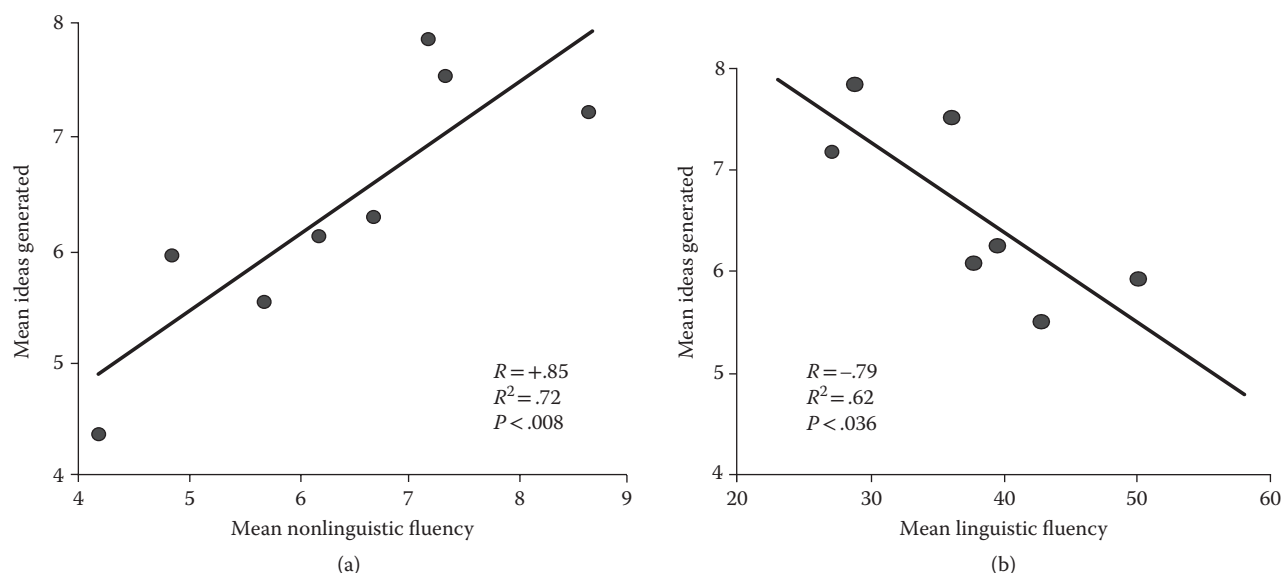 8
7
6
5
4
Mean ideas generated
R=+.85
R²=.72
P<.008
4 5 6 7 8 9
Mean nonlinguistic fluency
(a)
8
7
6
5
4
Mean ideas generated
R=–.79
R²=.62
P<.036
20 30 40 50 60
Mean linguistic fluency
(b)